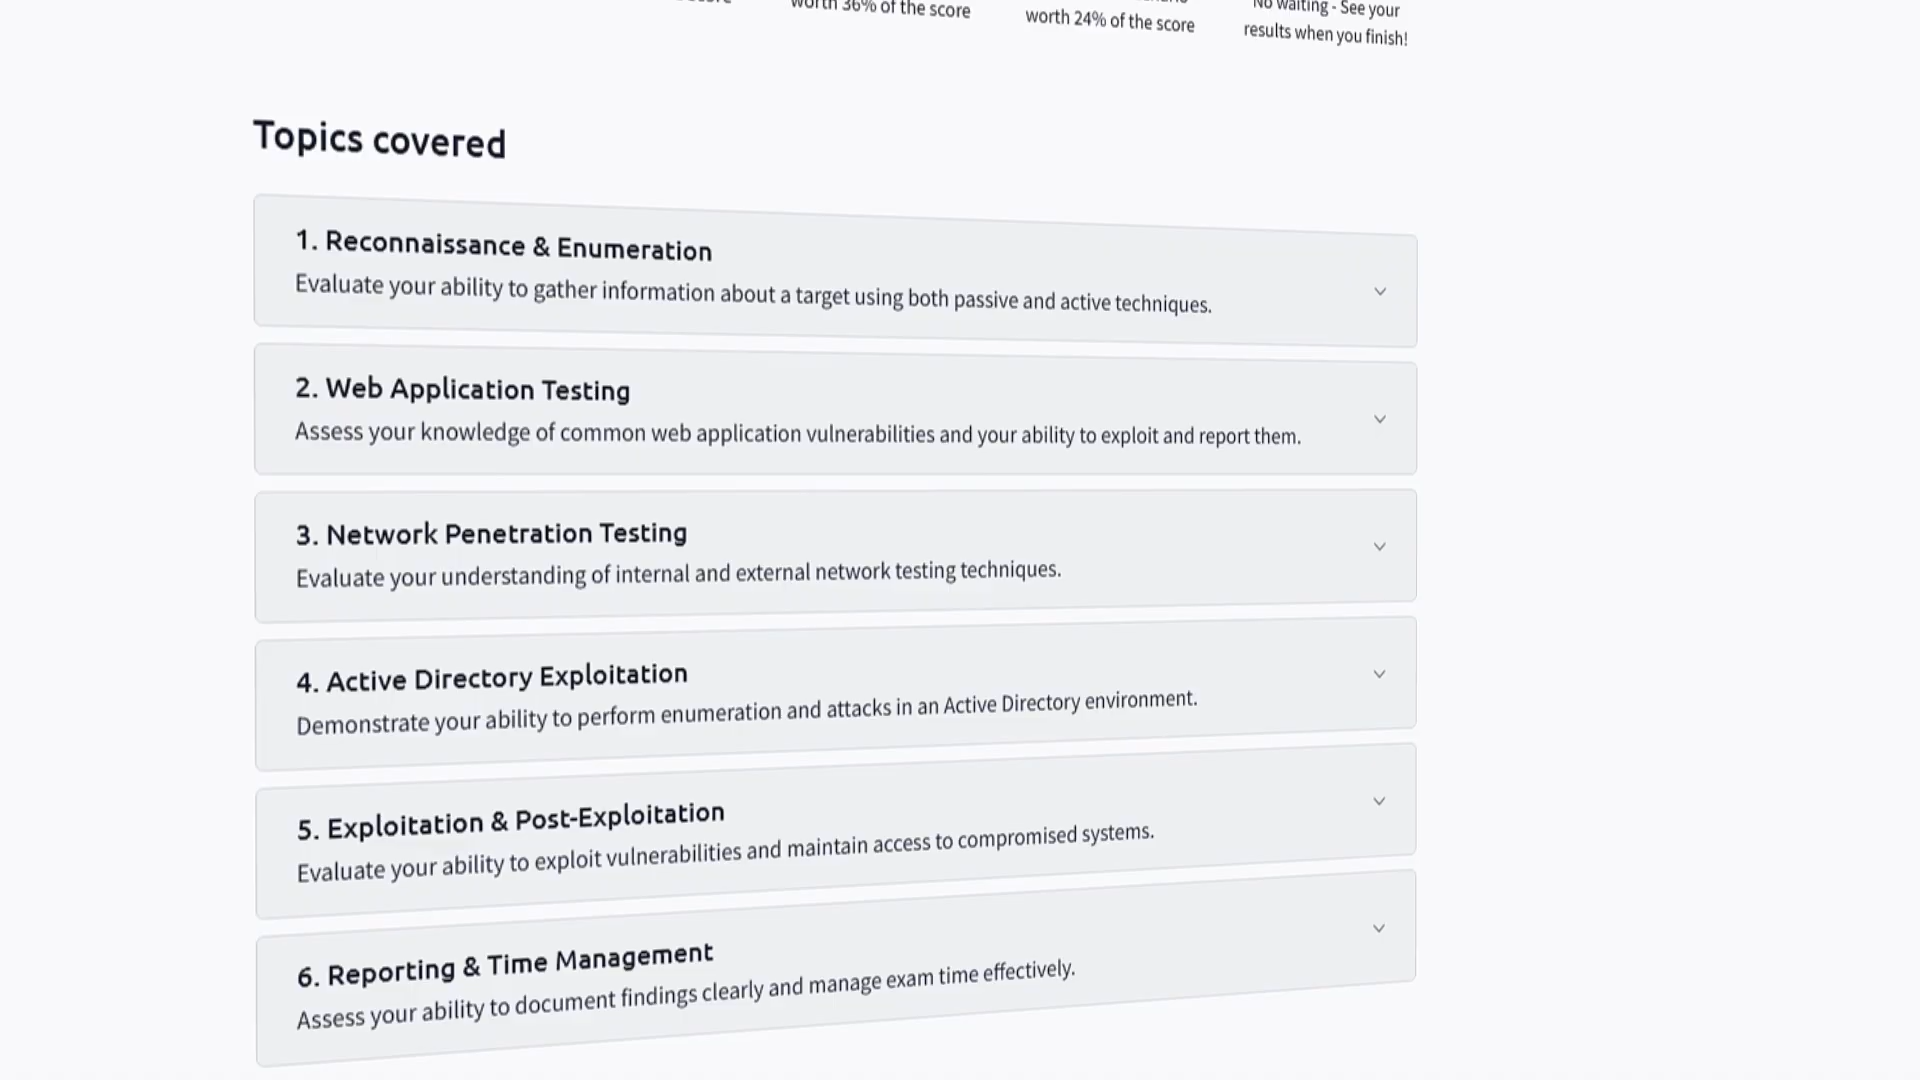 worth 36% of the score
worth 24% of the score
No waiting - See your
results when you finish!
Topics covered
1. Reconnaissance & Enumeration
Evaluate your ability to gather information about a target using both passive and active techniques.
2. Web Application Testing
Assess your knowledge of common web application vulnerabilities and your ability to exploit and report them.
3. Network Penetration Testing
Evaluate your understanding of internal and external network testing techniques.
4. Active Directory Exploitation
Demonstrate your ability to perform enumeration and attacks in an Active Directory environment.
5. Exploitation & Post-Exploitation
Evaluate your ability to exploit vulnerabilities and maintain access to compromised systems.
6. Reporting & Time Management
Assess your ability to document findings clearly and manage exam time effectively.